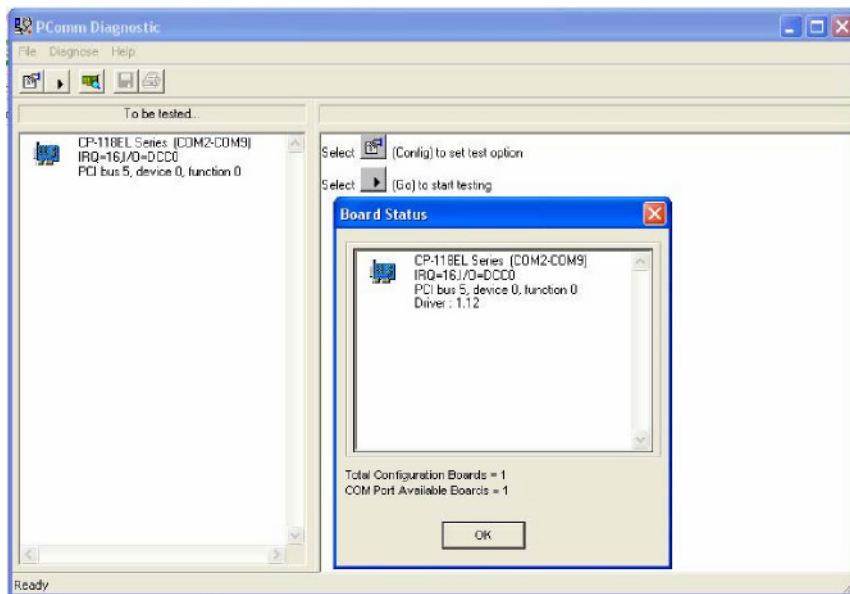 PComm Diagnostic
File Diagnose Help
To be tested...
CP-118EL Series (COM2-COM9)
IRQ=16,I/O=DCC0
PCI bus 5, device 0, function 0
Select (Config) to set test option
Select (Go) to start testing
Board Status
CP-118EL Series (COM2-COM9)
IRQ=16,I/O=DCC0
PCI bus 5, device 0, function 0
Driver : 1.12
Total Configuration Boards = 1
COM Port Available Boards = 1
OK
Ready